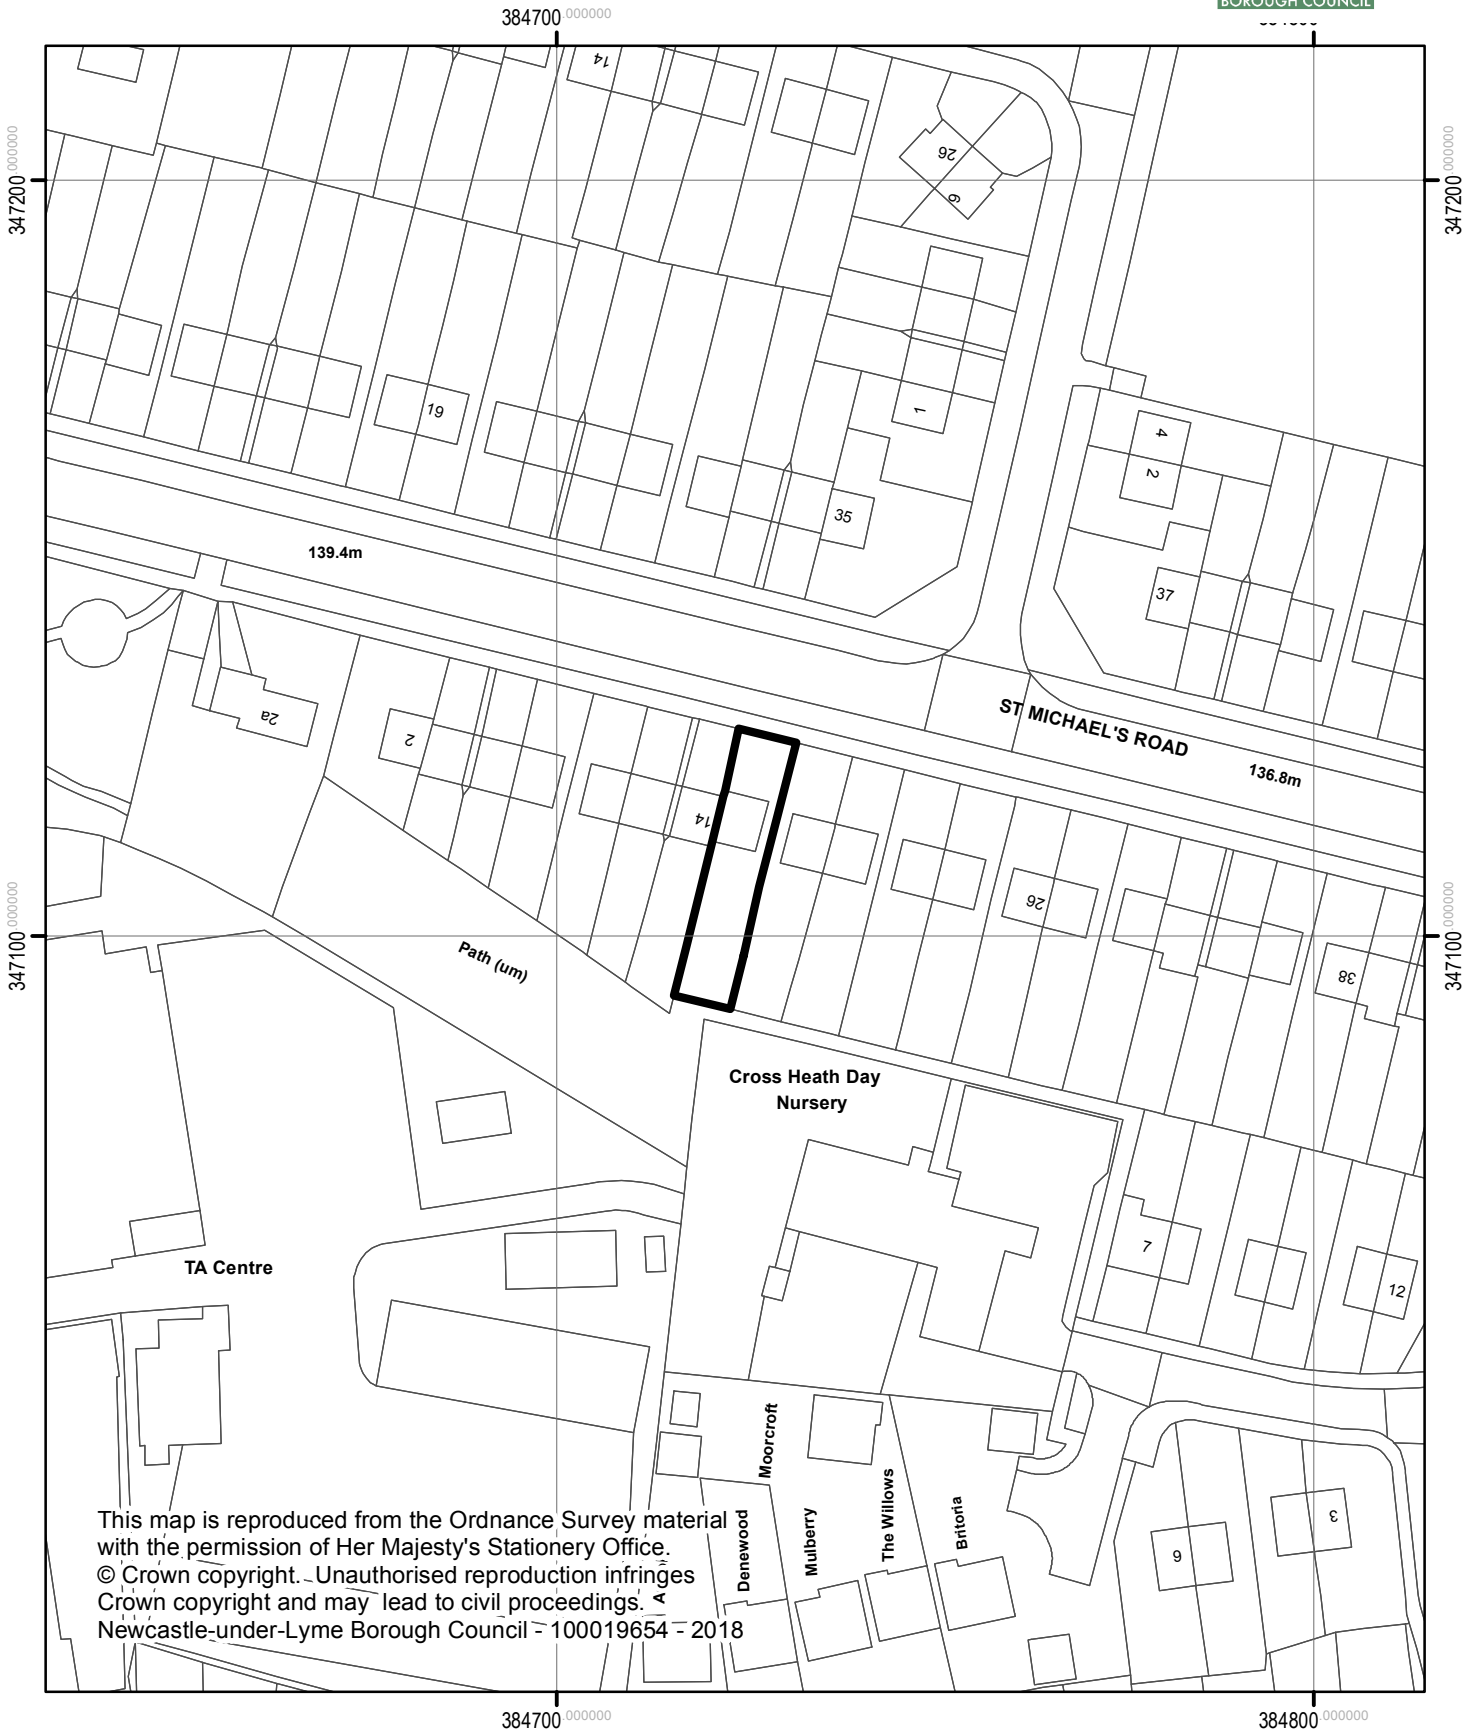 BOROUGH COUNCIL
384700.000000
347200.000000
347200.000000
14
26
9
1
19
35
4
2
37
139.4m
ST MICHAEL'S ROAD
136.8m
2a
2
14
26
38
347100.000000
347100.000000
Path (um)
Cross Heath Day
Nursery
TA Centre
7
12
Moorcroft
Denewood
Mulberry
The Willows
Britoria
3
9
This map is reproduced from the Ordnance Survey material
with the permission of Her Majesty's Stationery Office.
© Crown copyright. Unauthorised reproduction infringes
Crown copyright and may lead to civil proceedings.
Newcastle-under-Lyme Borough Council - 100019654 - 2018
384700.000000
384800.000000